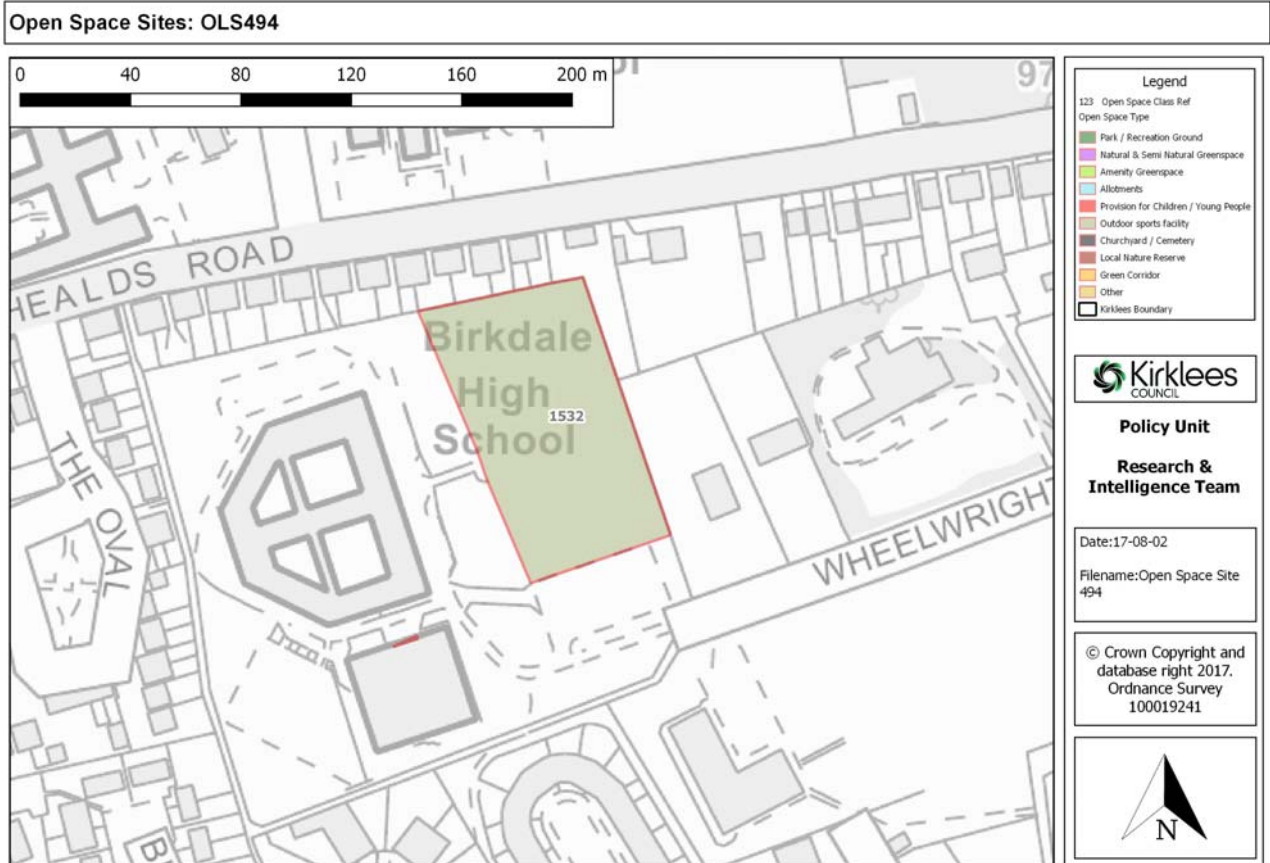 Open Space Sites: OLS494
0 40 80 120 160 200 m
97
HEALDS ROAD
Birkdale
High
School
1532
THE OVAL
WHEELWRIGHT
Legend
123 Open Space Class Ref
Open Space Type
Park / Recreation Ground
Natural & Semi Natural Greenspace
Amenity Greenspace
Allotments
Provision for Children / Young People
Outdoor sports facility
Churchyard / Cemetery
Local Nature Reserve
Green Corridor
Other
Kirklees Boundary
Kirklees
COUNCIL
Policy Unit
Research &
Intelligence Team
Date:17-08-02
Filename:Open Space Site
494
© Crown Copyright and
database right 2017.
Ordnance Survey
100019241
N